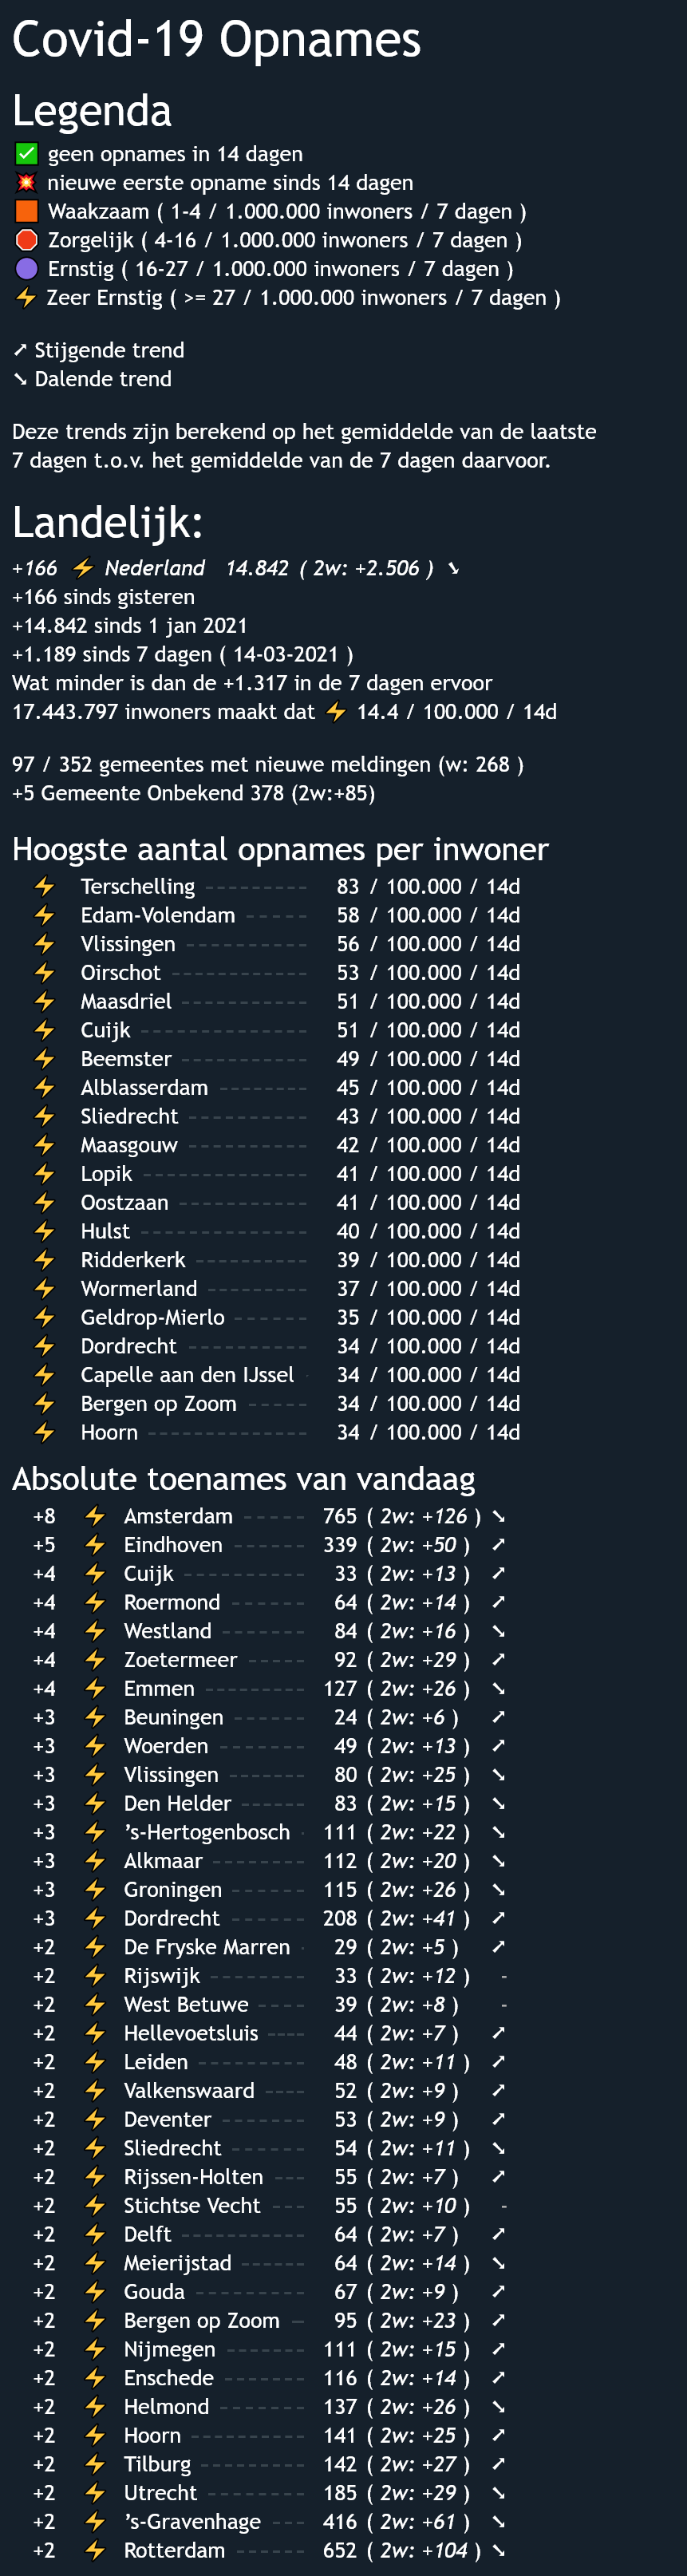 Covid-19 Opnames
Legenda
✅ geen opnames in 14 dagen
💥 nieuwe eerste opname sinds 14 dagen
🟧 Waakzaam ( 1-4 / 1.000.000 inwoners / 7 dagen )
🛑 Zorgelijk ( 4-16 / 1.000.000 inwoners / 7 dagen )
🟣 Ernstig ( 16-27 / 1.000.000 inwoners / 7 dagen )
⚡ Zeer Ernstig ( >= 27 / 1.000.000 inwoners / 7 dagen )
➚ Stijgende trend
➘ Dalende trend
Deze trends zijn berekend op het gemiddelde van de laatste
7 dagen t.o.v. het gemiddelde van de 7 dagen daarvoor.
Landelijk:
+166 ⚡ Nederland 14.842 ( 2w: +2.506 ) ➘
+166 sinds gisteren
+14.842 sinds 1 jan 2021
+1.189 sinds 7 dagen ( 14-03-2021 )
Wat minder is dan de +1.317 in de 7 dagen ervoor
17.443.797 inwoners maakt dat ⚡ 14.4 / 100.000 / 14d
97 / 352 gemeentes met nieuwe meldingen (w: 268 )
+5 Gemeente Onbekend 378 (2w:+85)
Hoogste aantal opnames per inwoner
⚡ Terschelling 83 / 100.000 / 14d
⚡ Edam-Volendam 58 / 100.000 / 14d
⚡ Vlissingen 56 / 100.000 / 14d
⚡ Oirschot 53 / 100.000 / 14d
⚡ Maasdriel 51 / 100.000 / 14d
⚡ Cuijk 51 / 100.000 / 14d
⚡ Beemster 49 / 100.000 / 14d
⚡ Alblasserdam 45 / 100.000 / 14d
⚡ Sliedrecht 43 / 100.000 / 14d
⚡ Maasgouw 42 / 100.000 / 14d
⚡ Lopik 41 / 100.000 / 14d
⚡ Oostzaan 41 / 100.000 / 14d
⚡ Hulst 40 / 100.000 / 14d
⚡ Ridderkerk 39 / 100.000 / 14d
⚡ Wormerland 37 / 100.000 / 14d
⚡ Geldrop-Mierlo 35 / 100.000 / 14d
⚡ Dordrecht 34 / 100.000 / 14d
⚡ Capelle aan den IJssel 34 / 100.000 / 14d
⚡ Bergen op Zoom 34 / 100.000 / 14d
⚡ Hoorn 34 / 100.000 / 14d
Absolute toenames van vandaag
+8 ⚡ Amsterdam 765 ( 2w: +126 ) ➘
+5 ⚡ Eindhoven 339 ( 2w: +50 ) ➚
+4 ⚡ Cuijk 33 ( 2w: +13 ) ➚
+4 ⚡ Roermond 64 ( 2w: +14 ) ➚
+4 ⚡ Westland 84 ( 2w: +16 ) ➘
+4 ⚡ Zoetermeer 92 ( 2w: +29 ) ➚
+4 ⚡ Emmen 127 ( 2w: +26 ) ➘
+3 ⚡ Beuningen 24 ( 2w: +6 ) ➚
+3 ⚡ Woerden 49 ( 2w: +13 ) ➚
+3 ⚡ Vlissingen 80 ( 2w: +25 ) ➘
+3 ⚡ Den Helder 83 ( 2w: +15 ) ➘
+3 ⚡ ’s-Hertogenbosch 111 ( 2w: +22 ) ➘
+3 ⚡ Alkmaar 112 ( 2w: +20 ) ➘
+3 ⚡ Groningen 115 ( 2w: +26 ) ➘
+3 ⚡ Dordrecht 208 ( 2w: +41 ) ➚
+2 ⚡ De Fryske Marren 29 ( 2w: +5 ) ➚
+2 ⚡ Rijswijk 33 ( 2w: +12 ) -
+2 ⚡ West Betuwe 39 ( 2w: +8 ) -
+2 ⚡ Hellevoetsluis 44 ( 2w: +7 ) ➚
+2 ⚡ Leiden 48 ( 2w: +11 ) ➚
+2 ⚡ Valkenswaard 52 ( 2w: +9 ) ➚
+2 ⚡ Deventer 53 ( 2w: +9 ) ➚
+2 ⚡ Sliedrecht 54 ( 2w: +11 ) ➘
+2 ⚡ Rijssen-Holten 55 ( 2w: +7 ) ➚
+2 ⚡ Stichtse Vecht 55 ( 2w: +10 ) -
+2 ⚡ Delft 64 ( 2w: +7 ) ➚
+2 ⚡ Meierijstad 64 ( 2w: +14 ) ➘
+2 ⚡ Gouda 67 ( 2w: +9 ) ➚
+2 ⚡ Bergen op Zoom 95 ( 2w: +23 ) ➚
+2 ⚡ Nijmegen 111 ( 2w: +15 ) ➚
+2 ⚡ Enschede 116 ( 2w: +14 ) ➚
+2 ⚡ Helmond 137 ( 2w: +26 ) ➘
+2 ⚡ Hoorn 141 ( 2w: +25 ) ➚
+2 ⚡ Tilburg 142 ( 2w: +27 ) ➚
+2 ⚡ Utrecht 185 ( 2w: +29 ) ➘
+2 ⚡ ’s-Gravenhage 416 ( 2w: +61 ) ➘
+2 ⚡ Rotterdam 652 ( 2w: +104 ) ➘